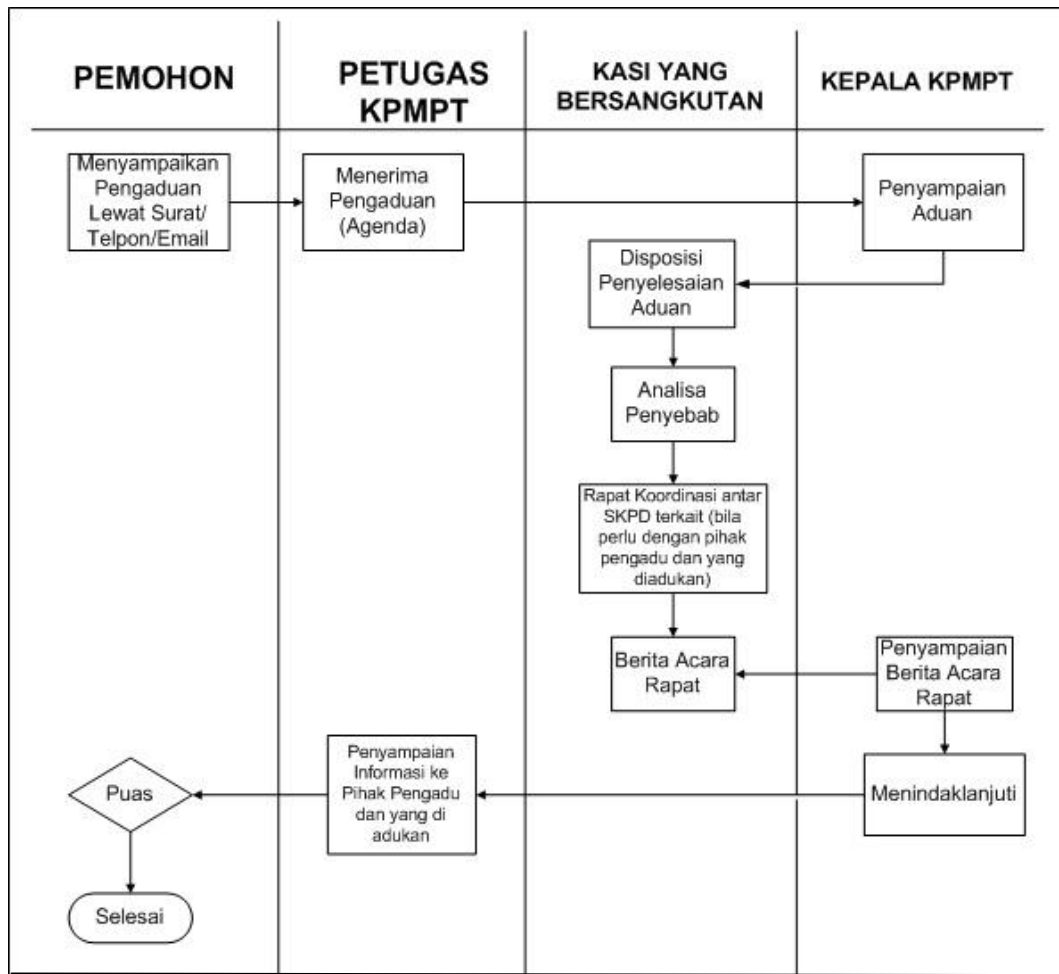 PEMOHON
PETUGAS
KPMPT
KASI YANG
BERSANGKUTAN
KEPALA KPMPT
Menyampaikan
Pengaduan
Lewat Surat/
Telpon/Email
Menerima
Pengaduan
(Agenda)
Penyampaian
Aduan
Disposisi
Penyelesaian
Aduan
Analisa
Penyebab
Rapat Koordinasi antar
SKPD terkait (bila
perlu dengan pihak
pengadu dan yang
diadukan)
Berita Acara
Rapat
Penyampaian
Berita Acara
Rapat
Menindaklanjuti
Penyampaian
Informasi ke
Pihak Pengadu
dan yang di
adukan
Puas
Selesai